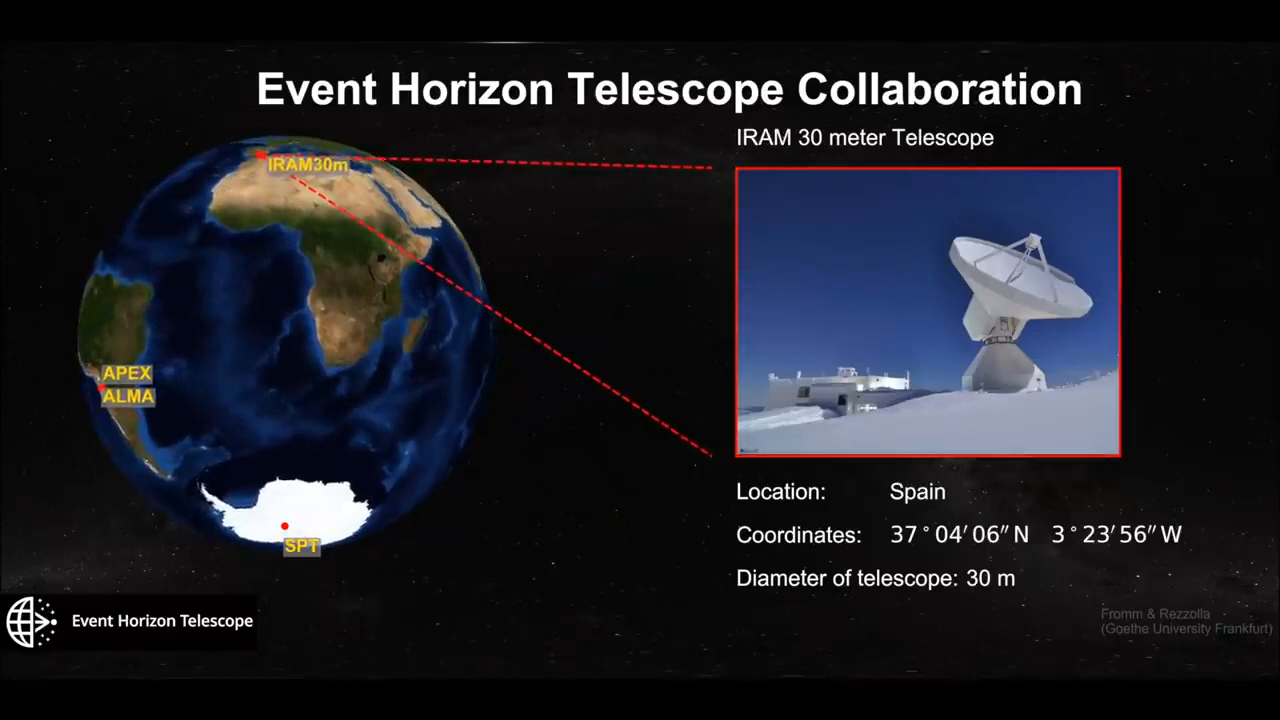 Event Horizon Telescope Collaboration
IRAM 30 meter Telescope
IRAM30m
APEX
ALMA
SPT
Location: Spain
Coordinates: 37°04′06″N 3°23′56″W
Diameter of telescope: 30 m
Event Horizon Telescope
Fromm & Rezzolla
(Goethe University Frankfurt)